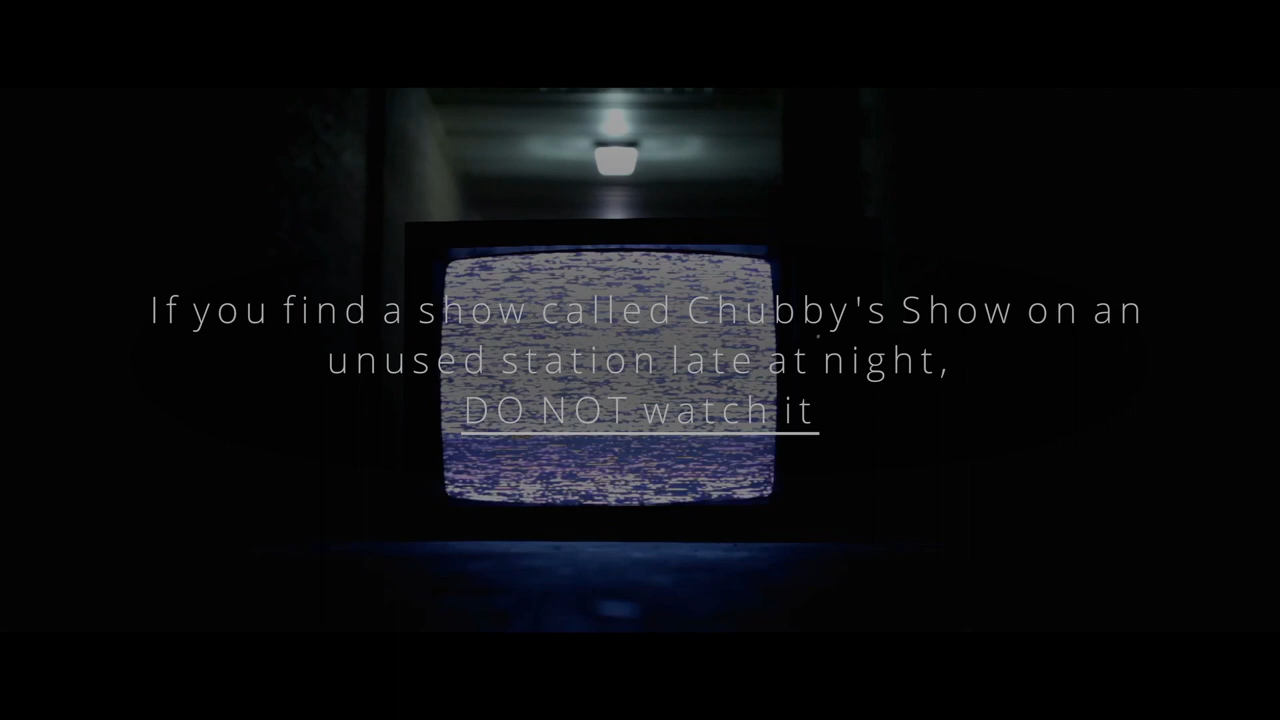 If you find a show called Chubby's Show on an
unused station late at night,
DO NOT watch it